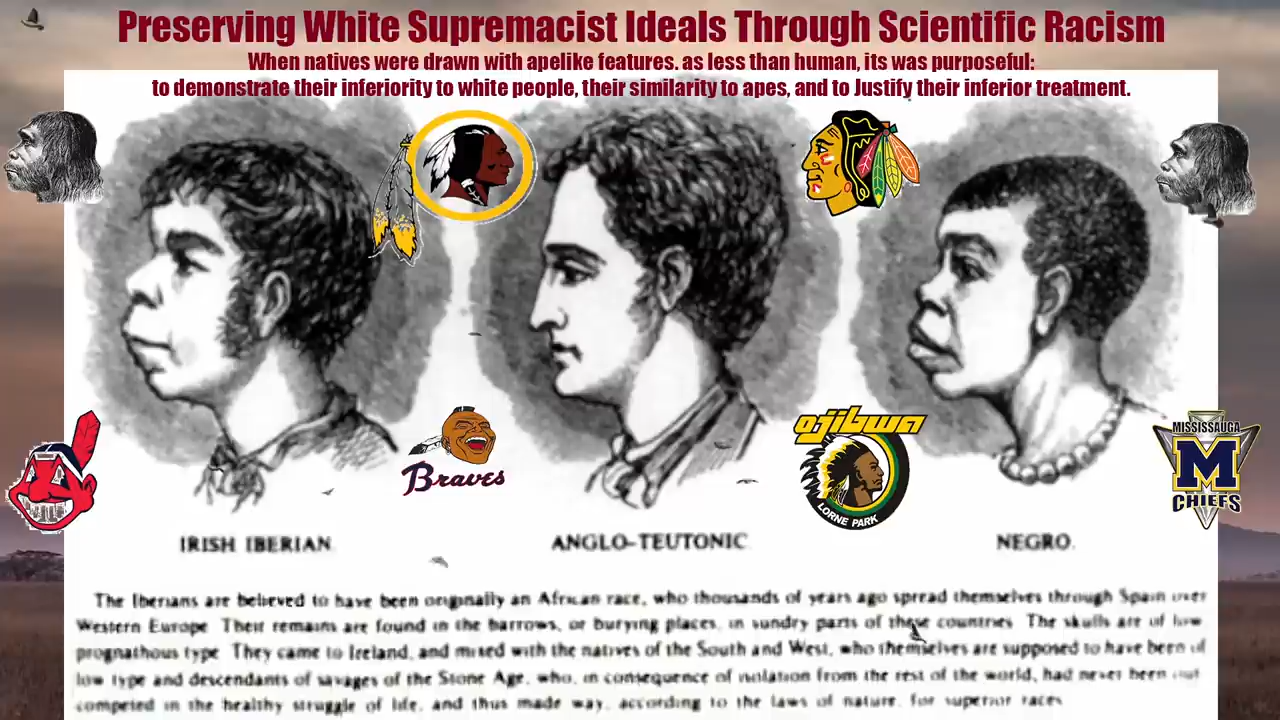 Preserving White Supremacist Ideals Through Scientific Racism
When natives were drawn with apelike features. as less than human, its was purposeful:
to demonstrate their inferiority to white people, their similarity to apes, and to Justify their inferior treatment.
Braves
Ojibwa
LORNE PARK
MISSISSAUGA
M
CHIEFS
IRISH IBERIAN
ANGLO-TEUTONIC
NEGRO.
The Iberians are believed to have been originally an African race, who thousands of years ago spread themselves through Spain over
Western Europe Their remains are found in the barrows, or burying places, in sundry parts of these countries The skulls are of low
prognathous type They came to Ireland, and mixed with the natives of the South and West, who themselves are supposed to have been of
low type and descendants of savages of the Stone Age, who, in consequence of isolation from the rest of the world, had never been out
competed in the healthy struggle of life, and thus made way, according to the laws of nature, for superior races